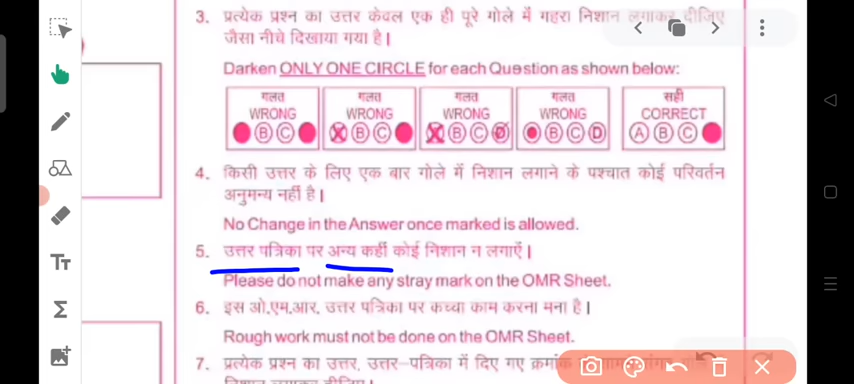 3. प्रत्येक प्रश्न का उत्तर केवल एक ही पूरे गोले में गहरा निशान लगाकर दीजिए
जैसा नीचे दिखाया गया है।
Darken ONLY ONE CIRCLE for each Question as shown below:
गलत गलत गलत गलत सही
WRONG WRONG WRONG WRONG CORRECT
B C B C B C B C D A B C
4. किसी उत्तर के लिए एक बार गोले में निशान लगाने के पश्चात कोई परिवर्तन
अनुमन्य नहीं है।
No Change in the Answer once marked is allowed.
5. उत्तर पत्रिका पर अन्य कहीं कोई निशान न लगाएँ।
Please do not make any stray mark on the OMR Sheet.
6. इस ओ.एम.आर. उत्तर पत्रिका पर कच्चा काम करना मना है।
Rough work must not be done on the OMR Sheet.
7. प्रत्येक प्रश्न का उत्तर, उत्तर-पत्रिका में दिए गए क्रमांक
निशान लगाकर दीजिए।